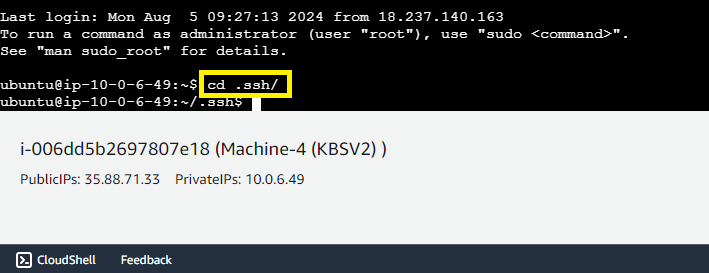 Last login: Mon Aug  5 09:27:13 2024 from 18.237.140.163
To run a command as administrator (user "root"), use "sudo <command>".
See "man sudo_root" for details.
ubuntu@ip-10-0-6-49:~$ cd .ssh/
ubuntu@ip-10-0-6-49:~/.ssh$
i-006dd5b2697807e18 (Machine-4 (KBSV2) )
PublicIPs: 35.88.71.33 PrivateIPs: 10.0.6.49
CloudShell Feedback